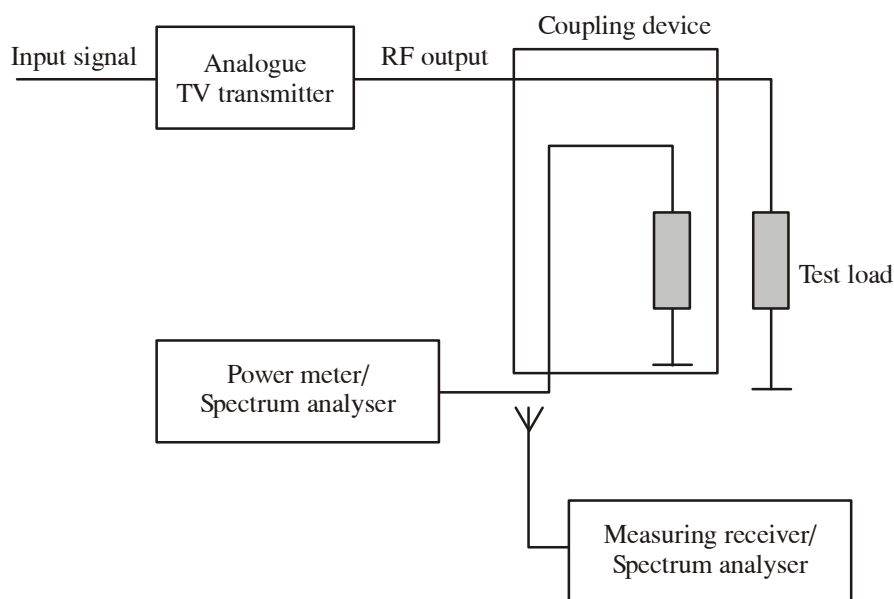 Coupling device
Input signal
Analogue
TV transmitter
RF output
Test load
Power meter/
Spectrum analyser
Measuring receiver/
Spectrum analyser